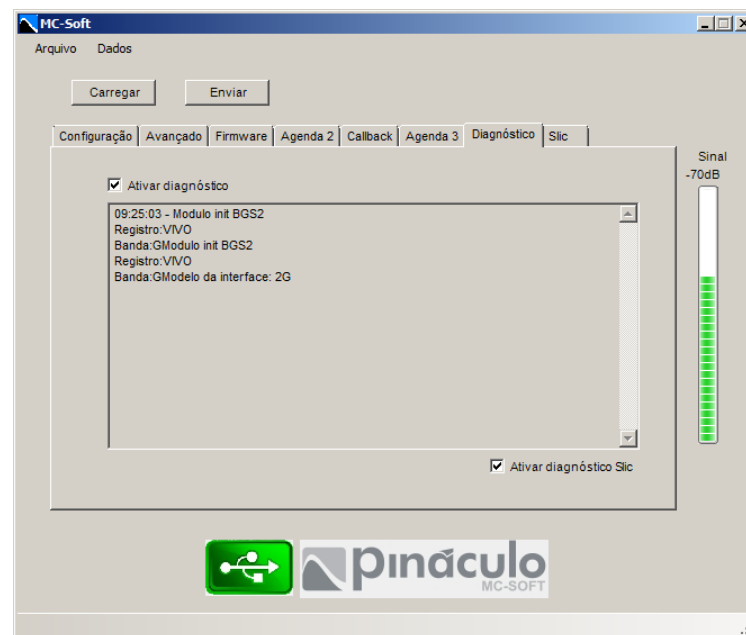 MC-Soft
Arquivo Dados
Carregar Enviar
Configuração Avançado Firmware Agenda 2 Callback Agenda 3 Diagnóstico Slic
Sinal
-70dB
Ativar diagnóstico
09:25:03 - Modulo init BGS2
Registro:VIVO
Banda:GModulo init BGS2
Registro:VIVO
Banda:GModelo da interface: 2G
Ativar diagnóstico Slic
pináculo
MC-SOFT